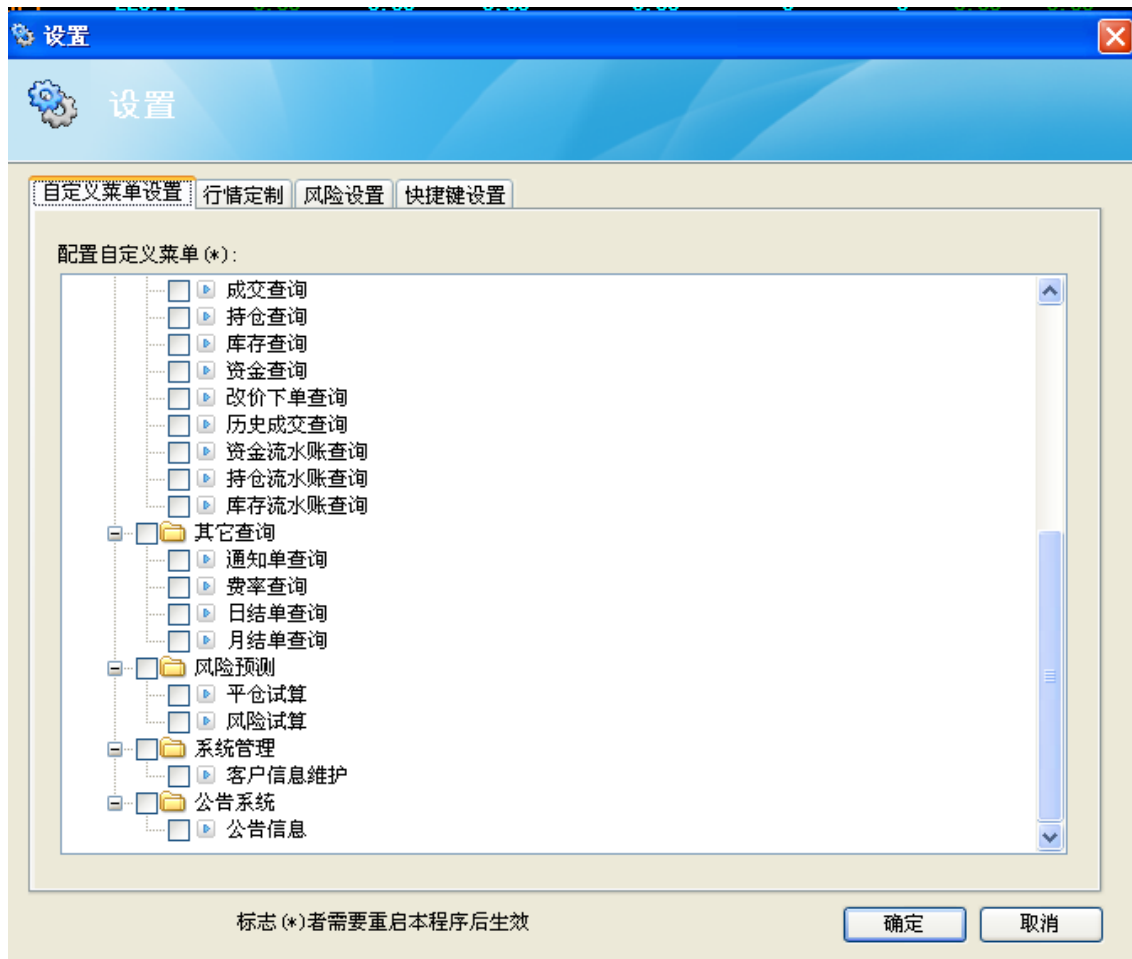 设置
设置
自定义菜单设置 行情定制 风险设置 快捷键设置
配置自定义菜单(*):
成交查询
持仓查询
库存查询
资金查询
改价下单查询
历史成交查询
资金流水账查询
持仓流水账查询
库存流水账查询
其它查询
通知单查询
费率查询
日结单查询
月结单查询
风险预测
平仓试算
风险试算
系统管理
客户信息维护
公告系统
公告信息
标志(*)者需要重启本程序后生效 确定 取消